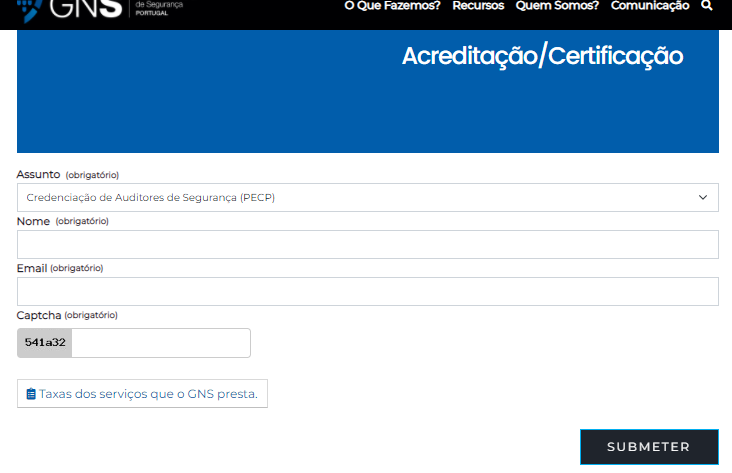 GNS
de Segurança
PORTUGAL
O Que Fazemos? Recursos Quem Somos? Comunicação
Acreditação/Certificação
Assunto (obrigatório)
Credenciação de Auditores de Segurança (PECP)
Nome (obrigatório)
Email (obrigatório)
Captcha (obrigatório)
541a32
Taxas dos serviços que o GNS presta.
SUBMETER